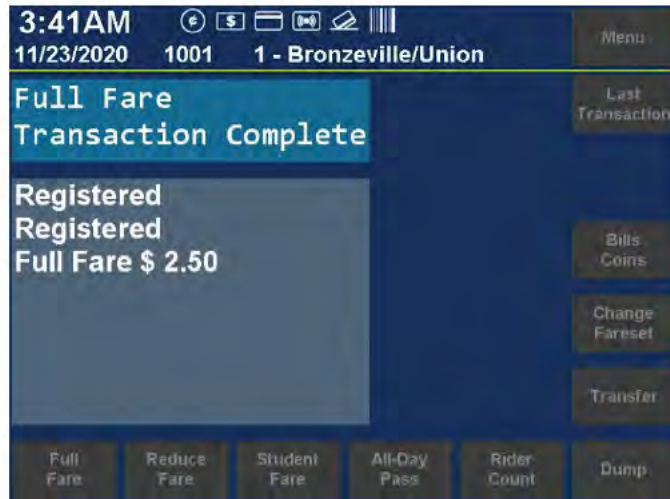 3:41AM
11/23/2020 1001 1 - Bronzeville/Union
Menu
Full Fare
Transaction Complete
Last
Transaction
Registered
Registered
Full Fare $ 2.50
Bills
Coins
Change
Fareset
Transfer
Full
Fare
Reduce
Fare
Student
Fare
All-Day
Pass
Rider
Count
Dump